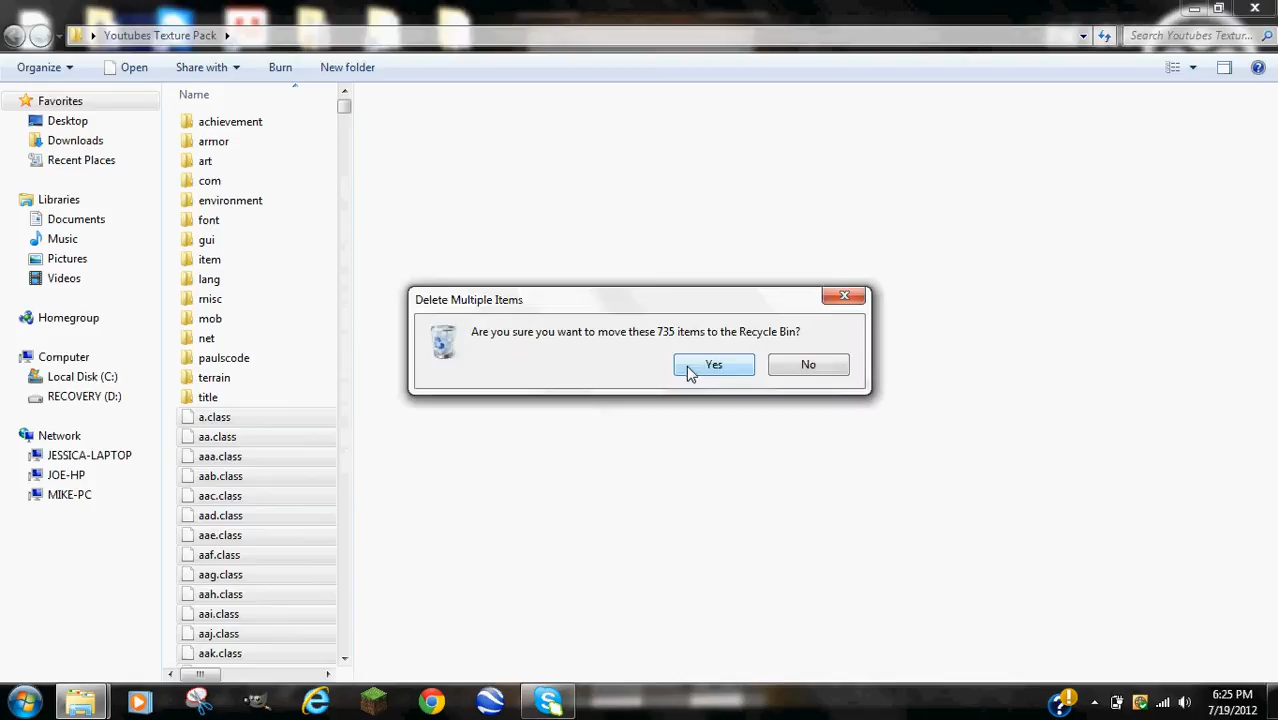 Youtubes Texture Pack
Search Youtubes Textur...
Organize
Open
Share with
Burn
New folder
Favorites
Desktop
Downloads
Recent Places
Libraries
Documents
Music
Pictures
Videos
Homegroup
Computer
Local Disk (C:)
RECOVERY (D:)
Network
JESSICA-LAPTOP
JOE-HP
MIKE-PC
Name
achievement
armor
art
com
environment
font
gui
item
lang
misc
mob
net
paulscode
terrain
title
a.class
aa.class
aaa.class
aab.class
aac.class
aad.class
aae.class
aaf.class
aag.class
aah.class
aai.class
aaj.class
aak.class
Delete Multiple Items
Are you sure you want to move these 735 items to the Recycle Bin?
Yes
No
6:25 PM
7/19/2012